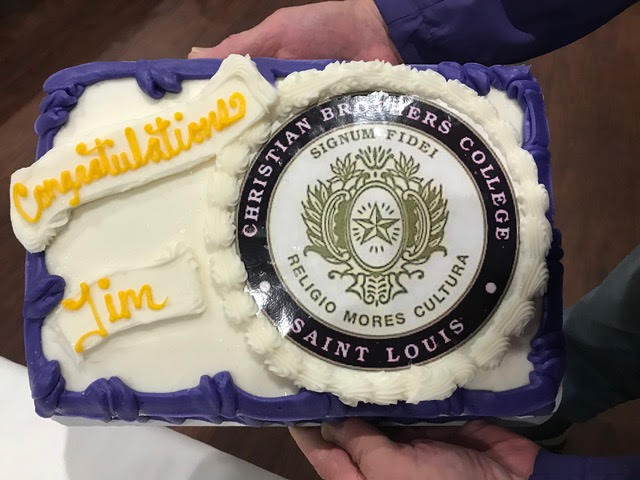 Congratulations
Jim
CHRISTIAN BROTHERS COLLEGE
SIGNUM FIDEI
RELIGIO MORES CULTURA
SAINT LOUIS